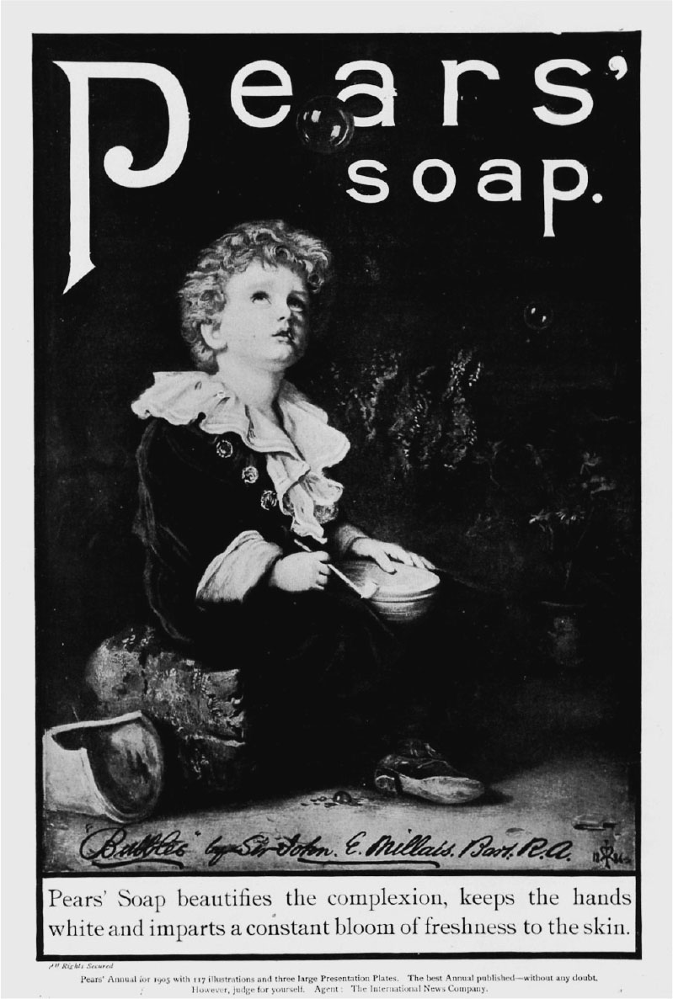 Pears'
soap.
"Bubbles" by Sir John. E. Millais. Bart. R.A.
18 86
Pears' Soap beautifies the complexion, keeps the hands
white and imparts a constant bloom of freshness to the skin.
All Rights Secured
Pears' Annual for 1905 with 117 illustrations and three large Presentation Plates. The best Annual published—without any doubt.
However, judge for yourself. Agent: The International News Company.